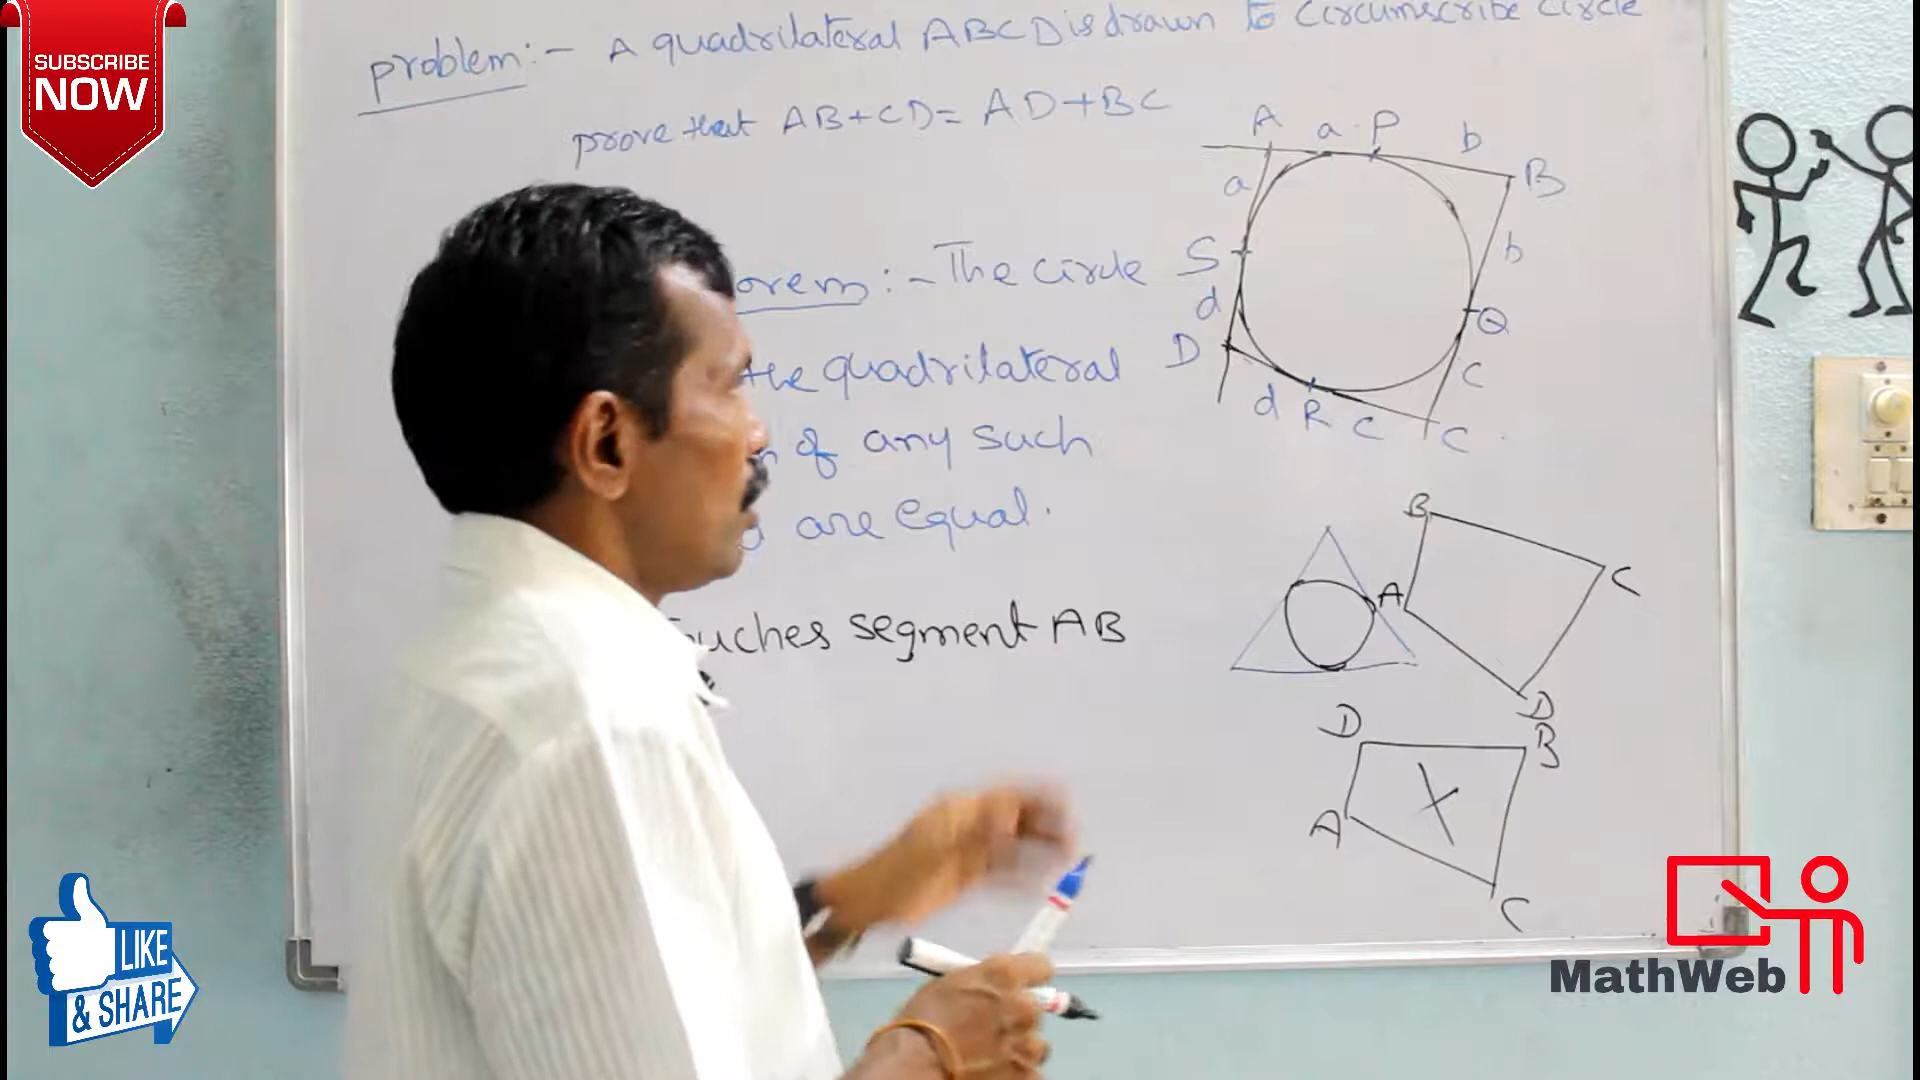 SUBSCRIBE
NOW
problem:- A quadrilateral ABCD is drawn to circumscribe circle
prove that AB+CD= AD+BC
A a P b
a B
S b
d Q
D c
d R c C
orem:- The circle
the quadrilateral
of any such
are equal.
uches segment AB
B
A C
D
D B
A
C
LIKE
& SHARE
MathWeb